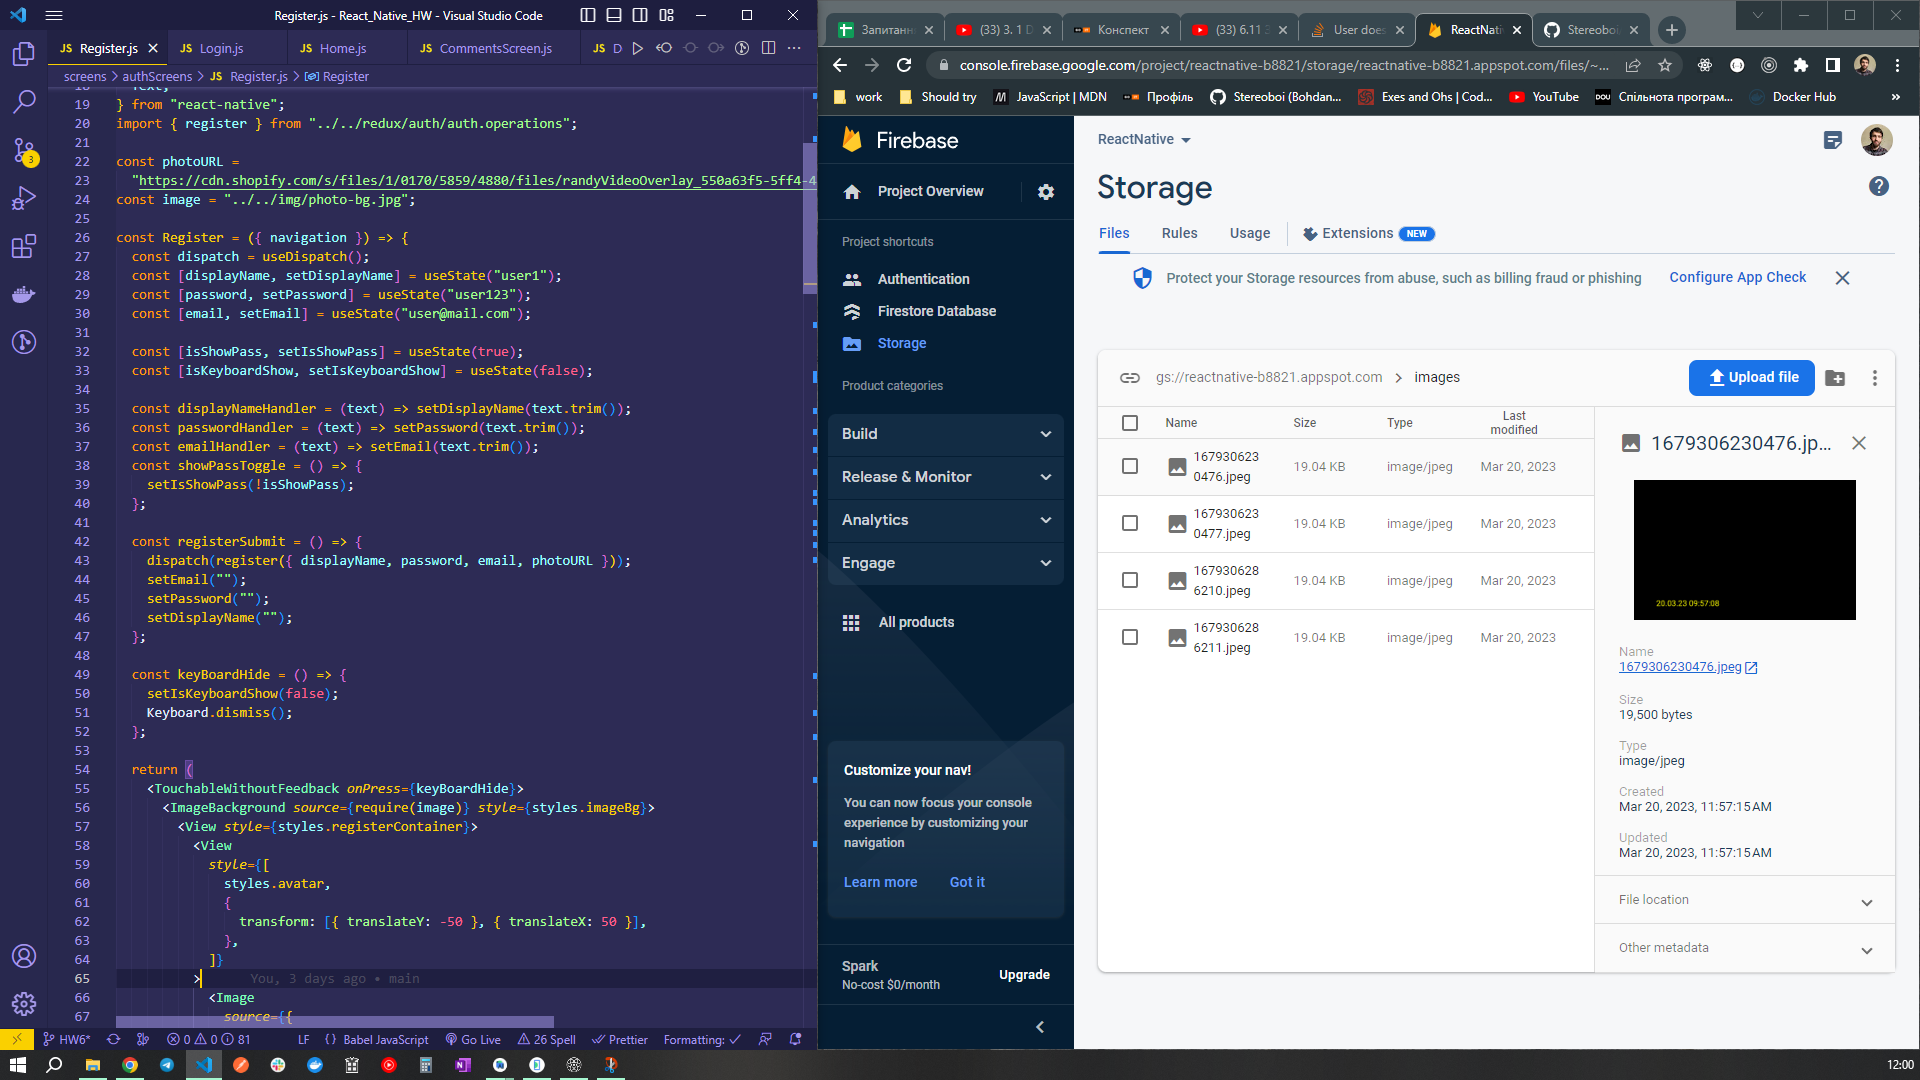 Register.js - React_Native_HW - Visual Studio Code
JS Register.js
JS Login.js
JS Home.js
JS CommentsScreen.js
JS D
screens > authScreens > JS Register.js > Register
18 Text,
19 } from "react-native";
20 import { register } from "../../redux/auth/auth.operations";
21
22 const photoURL =
23 "https://cdn.shopify.com/s/files/1/0170/5859/4880/files/randyVideoOverlay_550a63f5-5ff4-4
24 const image = "../../img/photo-bg.jpg";
25
26 const Register = ({ navigation }) => {
27 const dispatch = useDispatch();
28 const [displayName, setDisplayName] = useState("user1");
29 const [password, setPassword] = useState("user123");
30 const [email, setEmail] = useState("user@mail.com");
31
32 const [isShowPass, setIsShowPass] = useState(true);
33 const [isKeyboardShow, setIsKeyboardShow] = useState(false);
34
35 const displayNameHandler = (text) => setDisplayName(text.trim());
36 const passwordHandler = (text) => setPassword(text.trim());
37 const emailHandler = (text) => setEmail(text.trim());
38 const showPassToggle = () => {
39 setIsShowPass(!isShowPass);
40 };
41
42 const registerSubmit = () => {
43 dispatch(register({ displayName, password, email, photoURL }));
44 setEmail("");
45 setPassword("");
46 setDisplayName("");
47 };
48
49 const keyBoardHide = () => {
50 setIsKeyboardShow(false);
51 Keyboard.dismiss();
52 };
53
54 return (
55 <TouchableWithoutFeedback onPress={keyBoardHide}>
56 <ImageBackground source={require(image)} style={styles.imageBg}>
57 <View style={styles.registerContainer}>
58 <View
59 style={[
60 styles.avatar,
61 {
62 transform: [{ translateY: -50 }, { translateX: 50 }],
63 },
64 ]}
65 > You, 3 days ago • main
66 <Image
67 source={{
3
HW6*
0 0 81
LF
{ } Babel JavaScript
Go Live
26 Spell
Prettier
Formatting:
Запитанн
(33) 3. 1 D
Конспект
(33) 6.11 3
User does
ReactNativ
Stereoboi
console.firebase.google.com/project/reactnative-b8821/storage/reactnative-b8821.appspot.com/files/~...
work
Should try
JavaScript | MDN
Профіль
Stereoboi (Bohdan...
Exes and Ohs | Cod...
YouTube
DOU Спільнота програм...
Docker Hub
»
Firebase
Project Overview
Project shortcuts
Authentication
Firestore Database
Storage
Product categories
Build
Release & Monitor
Analytics
Engage
All products
Customize your nav!
You can now focus your console
experience by customizing your
navigation
Learn more
Got it
Spark
No-cost $0/month
Upgrade
ReactNative
Storage
Files
Rules
Usage
Extensions NEW
Protect your Storage resources from abuse, such as billing fraud or phishing
Configure App Check
gs://reactnative-b8821.appspot.com > images
Upload file
Name
Size
Type
Last
modified
167930623
0476.jpeg
19.04 KB
image/jpeg
Mar 20, 2023
167930623
0477.jpeg
19.04 KB
image/jpeg
Mar 20, 2023
167930628
6210.jpeg
19.04 KB
image/jpeg
Mar 20, 2023
167930628
6211.jpeg
19.04 KB
image/jpeg
Mar 20, 2023
1679306230476.jp...
20.03.23 09:57:08
Name
1679306230476.jpeg
Size
19,500 bytes
Type
image/jpeg
Created
Mar 20, 2023, 11:57:15 AM
Updated
Mar 20, 2023, 11:57:15 AM
File location
Other metadata
12:00